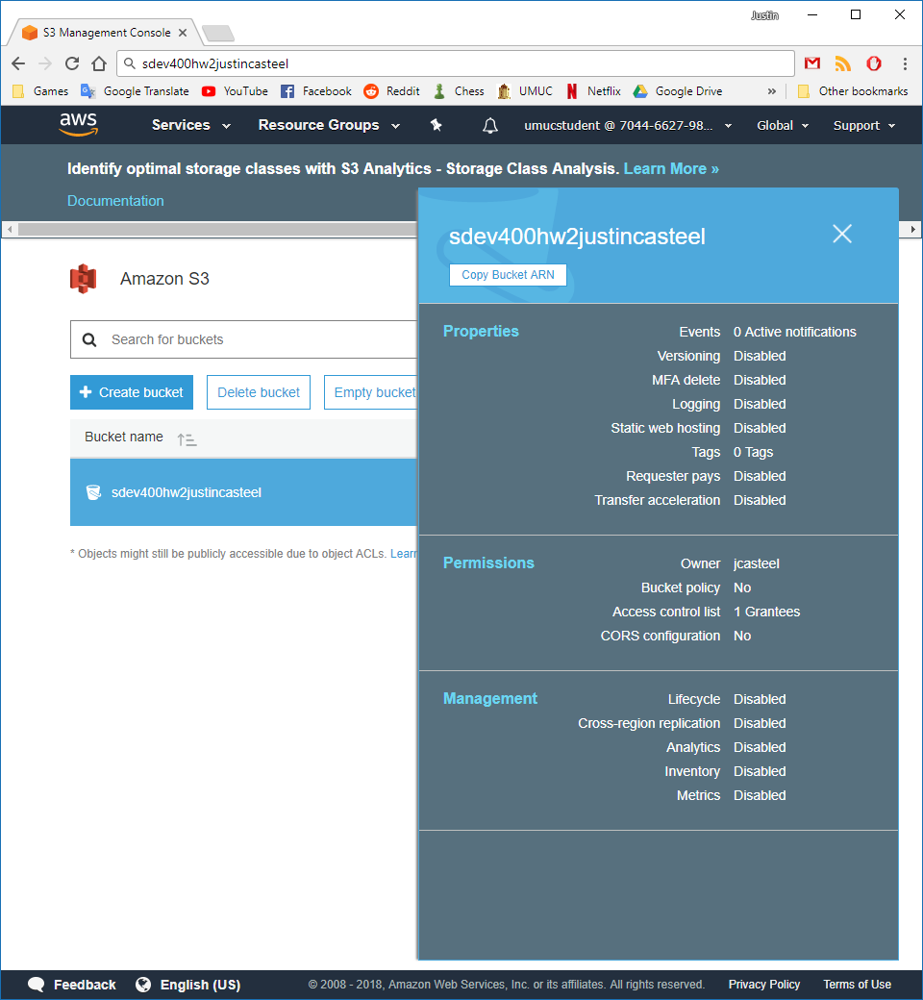 Justin
S3 Management Console
sdev400hw2justincasteel
Games Google Translate YouTube Facebook Reddit Chess UMUC Netflix Google Drive » Other bookmarks
aws Services Resource Groups umucstudent @ 7044-6627-98... Global Support
Identify optimal storage classes with S3 Analytics - Storage Class Analysis. Learn More »
Documentation
Amazon S3
Search for buckets
Create bucket Delete bucket Empty bucket
Bucket name
sdev400hw2justincasteel
* Objects might still be publicly accessible due to object ACLs. Learn
sdev400hw2justincasteel
Copy Bucket ARN
Properties Events 0 Active notifications
Versioning Disabled
MFA delete Disabled
Logging Disabled
Static web hosting Disabled
Tags 0 Tags
Requester pays Disabled
Transfer acceleration Disabled
Permissions Owner jcasteel
Bucket policy No
Access control list 1 Grantees
CORS configuration No
Management Lifecycle Disabled
Cross-region replication Disabled
Analytics Disabled
Inventory Disabled
Metrics Disabled
Feedback English (US) © 2008 - 2018, Amazon Web Services, Inc. or its affiliates. All rights reserved. Privacy Policy Terms of Use